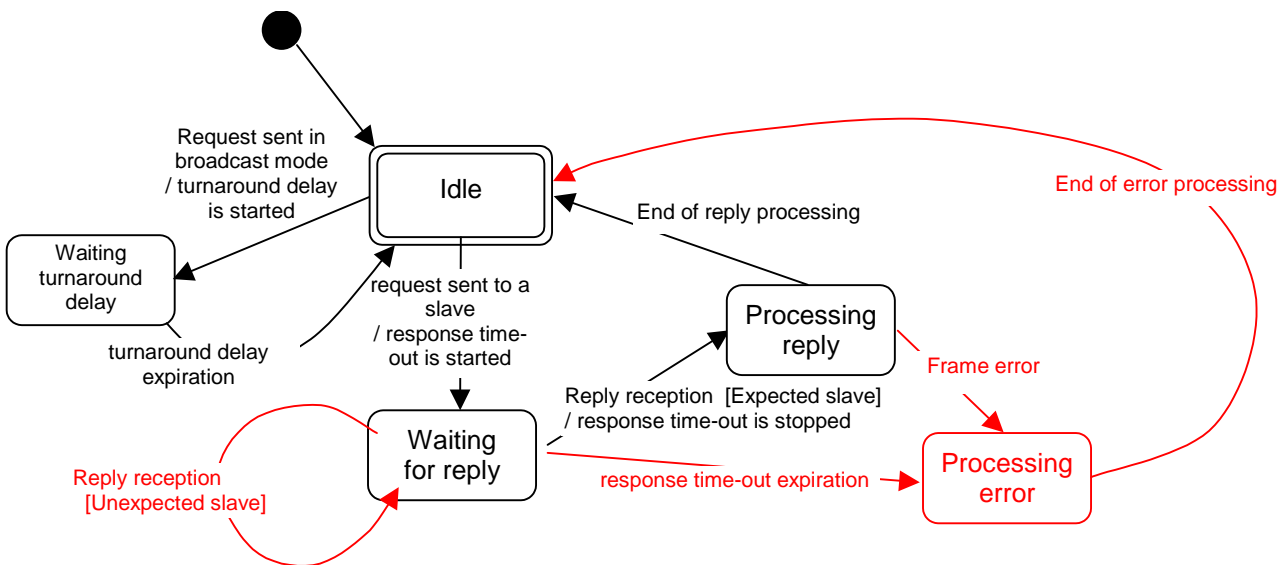 Request sent in
broadcast mode
/ turnaround delay
is started
Idle
End of error processing
End of reply processing
Waiting
turnaround
delay
request sent to a
slave
/ response time-
out is started
Processing
reply
turnaround delay
expiration
Frame error
Reply reception [Expected slave]
/ response time-out is stopped
Waiting
for reply
Reply reception
[Unexpected slave]
response time-out expiration
Processing
error